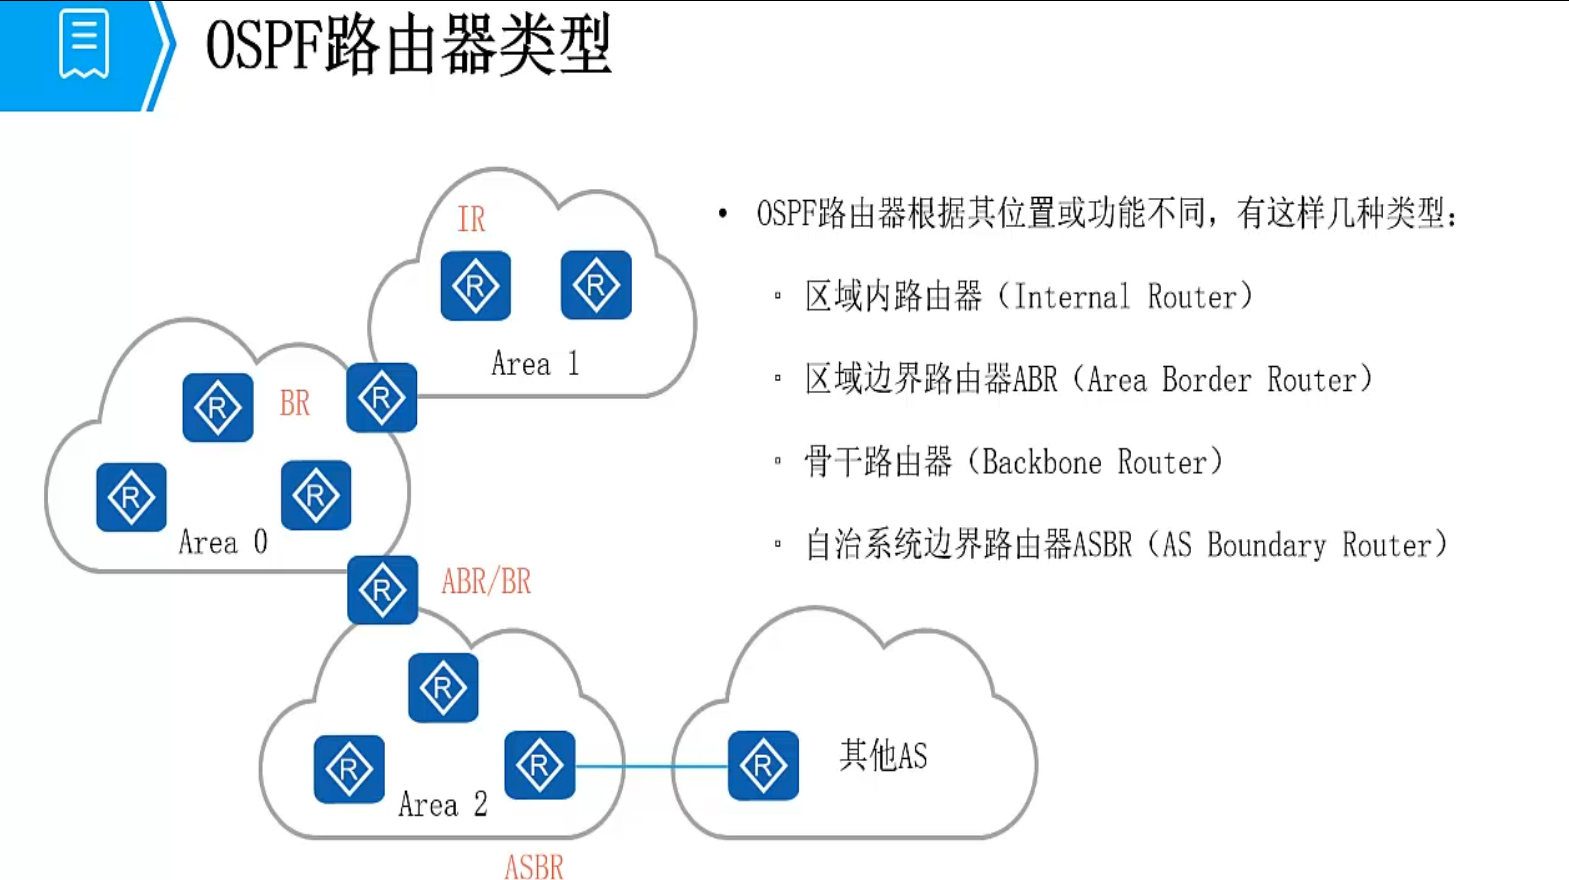 OSPF路由器类型
IR
R
R
Area 1
R
BR
R
R
R
Area 0
R
ABR/BR
R
R
R
Area 2
ASBR
R
其他AS
• OSPF路由器根据其位置或功能不同，有这样几种类型：
▫ 区域内路由器（Internal Router）
▫ 区域边界路由器ABR（Area Border Router）
▫ 骨干路由器（Backbone Router）
▫ 自治系统边界路由器ASBR（AS Boundary Router）